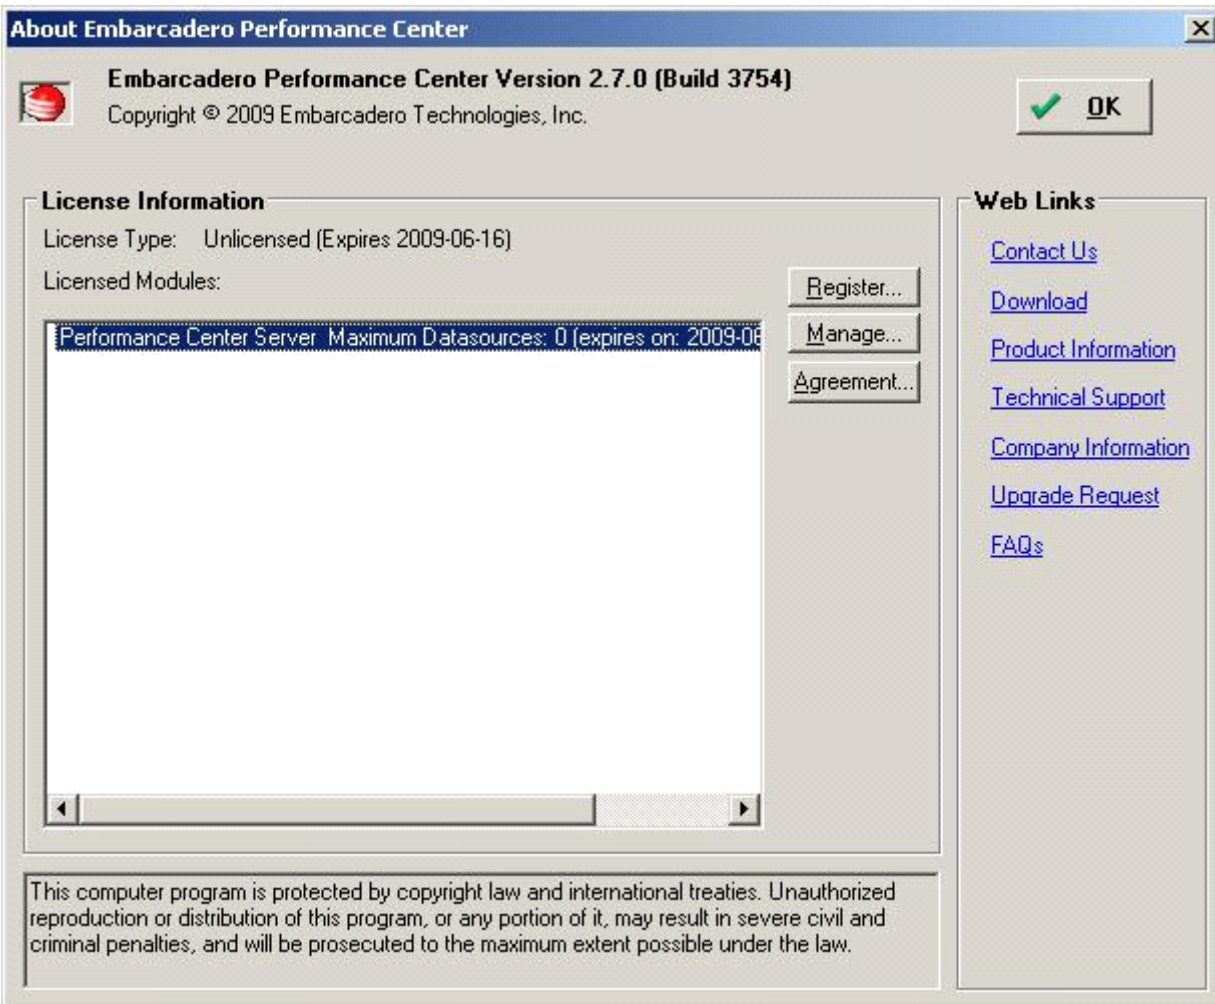 About Embarcadero Performance Center
Embarcadero Performance Center Version 2.7.0 (Build 3754)
Copyright © 2009 Embarcadero Technologies, Inc.
OK
License Information
License Type: Unlicensed (Expires 2009-06-16)
Licensed Modules:
Performance Center Server Maximum Datasources: 0 (expires on: 2009-06
Register...
Manage...
Agreement...
Web Links
Contact Us
Download
Product Information
Technical Support
Company Information
Upgrade Request
FAQs
This computer program is protected by copyright law and international treaties. Unauthorized
reproduction or distribution of this program, or any portion of it, may result in severe civil and
criminal penalties, and will be prosecuted to the maximum extent possible under the law.